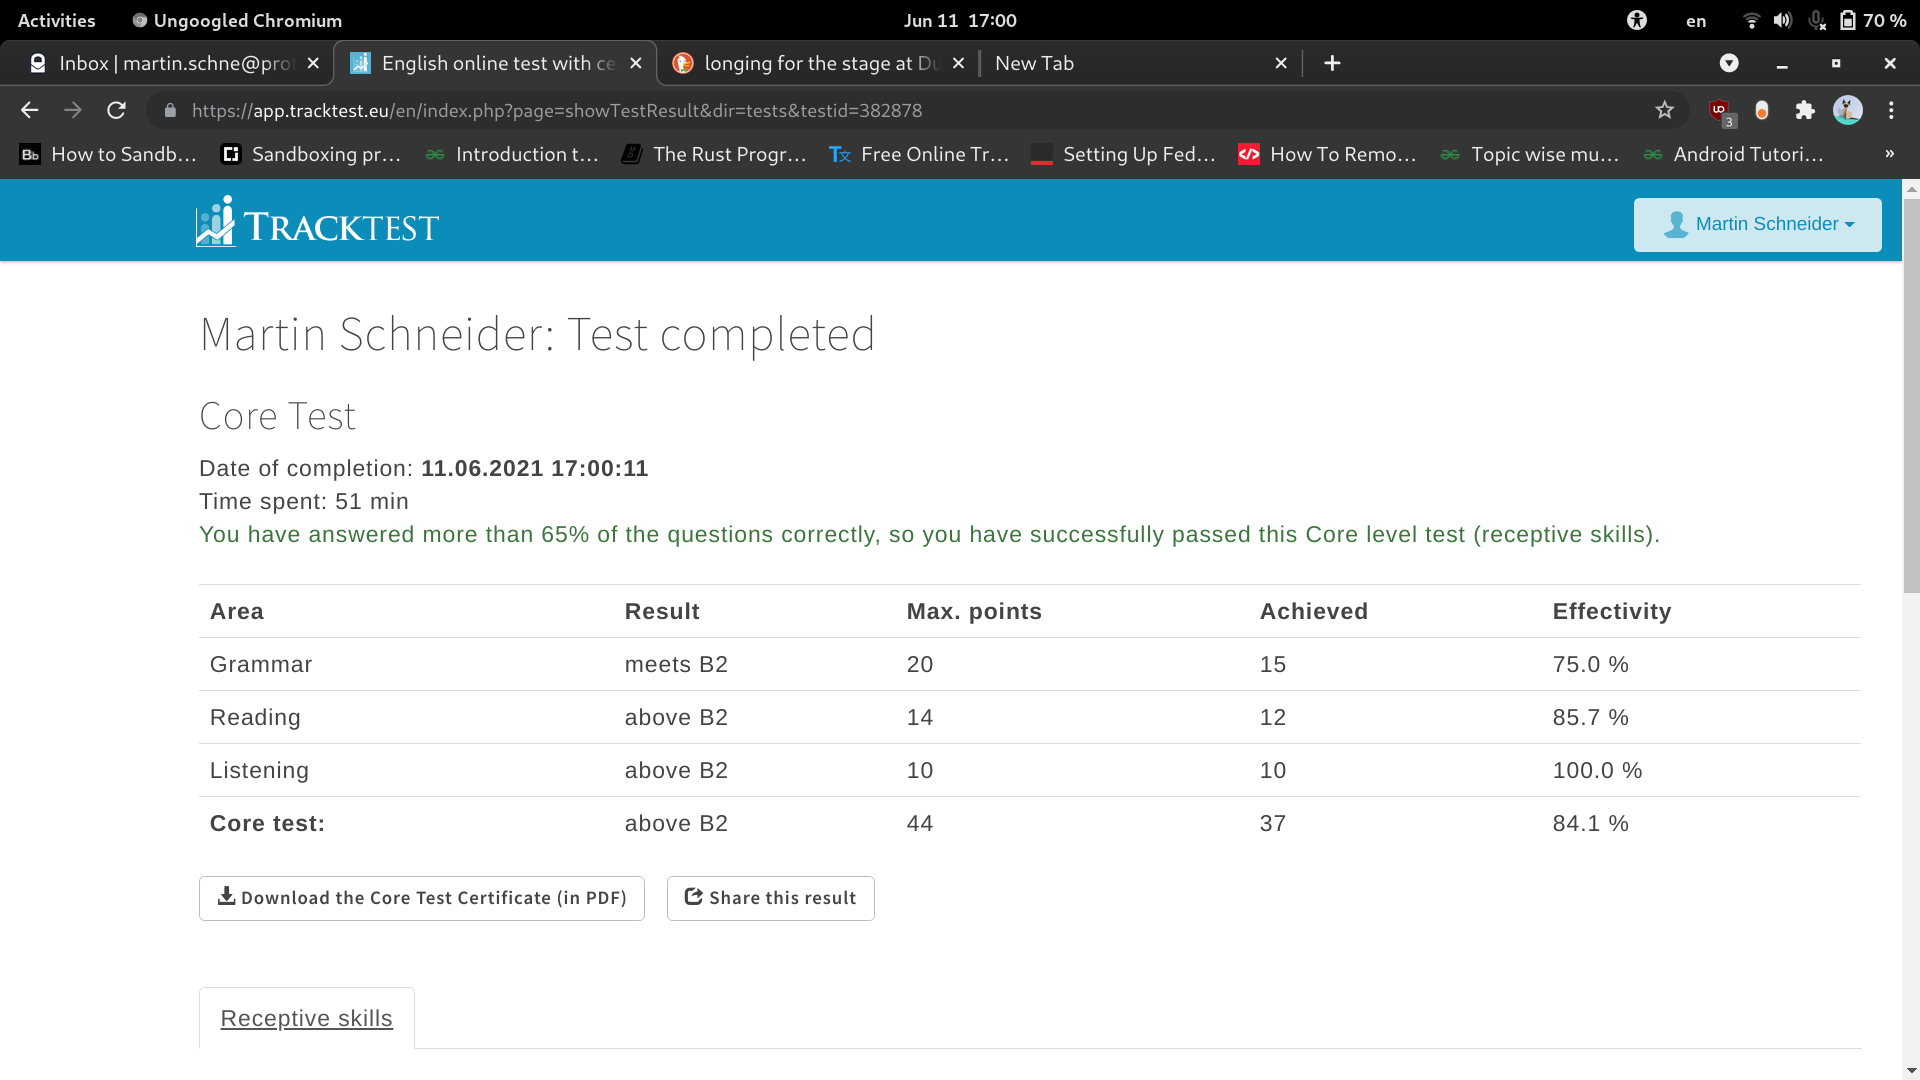 Activities Ungoogled Chromium Jun 11 17:00 en 70 %
Inbox | martin.schne@pro English online test with ce longing for the stage at Du New Tab
https://app.tracktest.eu/en/index.php?page=showTestResult&dir=tests&testid=382878 3
How to Sandb... Sandboxing pr... Introduction t... The Rust Progr... Free Online Tr... Setting Up Fed... How To Remo... Topic wise mu... Android Tutori... »
TRACKTEST Martin Schneider
Martin Schneider: Test completed
Core Test
Date of completion: 11.06.2021 17:00:11
Time spent: 51 min
You have answered more than 65% of the questions correctly, so you have successfully passed this Core level test (receptive skills).
Area Result Max. points Achieved Effectivity
Grammar meets B2 20 15 75.0 %
Reading above B2 14 12 85.7 %
Listening above B2 10 10 100.0 %
Core test: above B2 44 37 84.1 %
Download the Core Test Certificate (in PDF) Share this result
Receptive skills